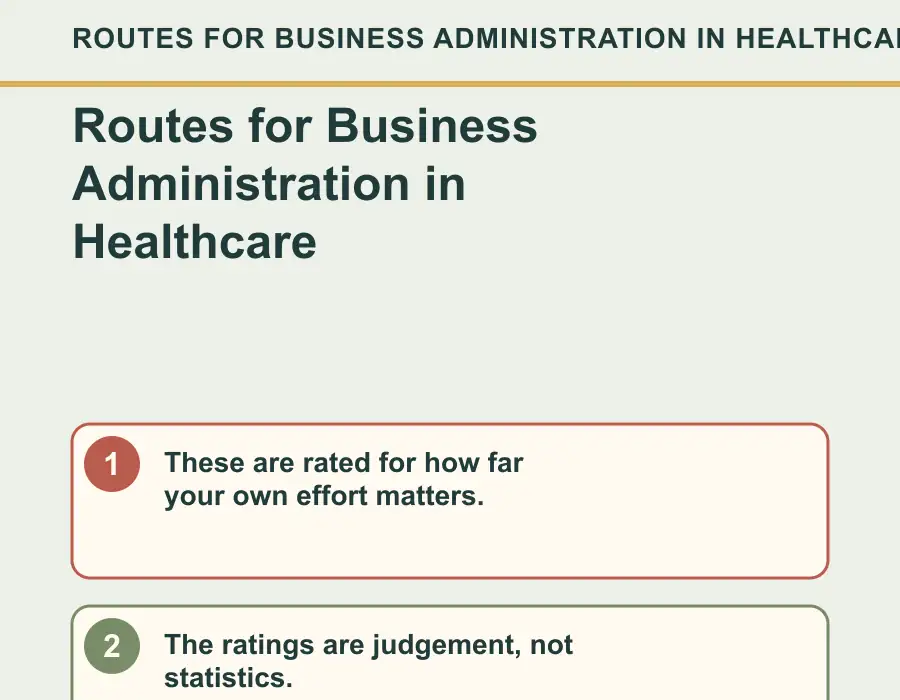 ROUTES FOR BUSINESS ADMINISTRATION IN
Routes for Business
Administration in
Healthcare
1
These are rated for how far
your own effort matters.
2
The ratings are judgement, not
statistics.